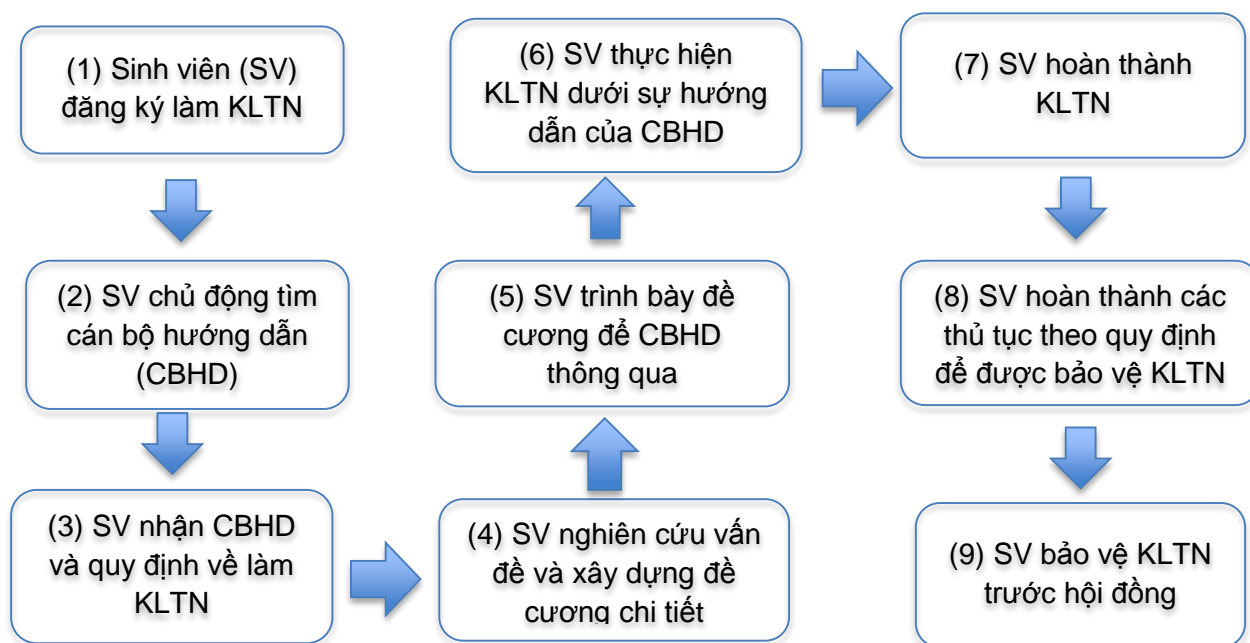 (1) Sinh viên (SV)
đăng ký làm KLTN
(2) SV chủ động tìm
cán bộ hướng dẫn
(CBHD)
(3) SV nhận CBHD
và quy định về làm
KLTN
(4) SV nghiên cứu vấn
đề và xây dựng đề
cương chi tiết
(5) SV trình bày đề
cương để CBHD
thông qua
(6) SV thực hiện
KLTN dưới sự hướng
dẫn của CBHD
(7) SV hoàn thành
KLTN
(8) SV hoàn thành các
thủ tục theo quy định
để được bảo vệ KLTN
(9) SV bảo vệ KLTN
trước hội đồng